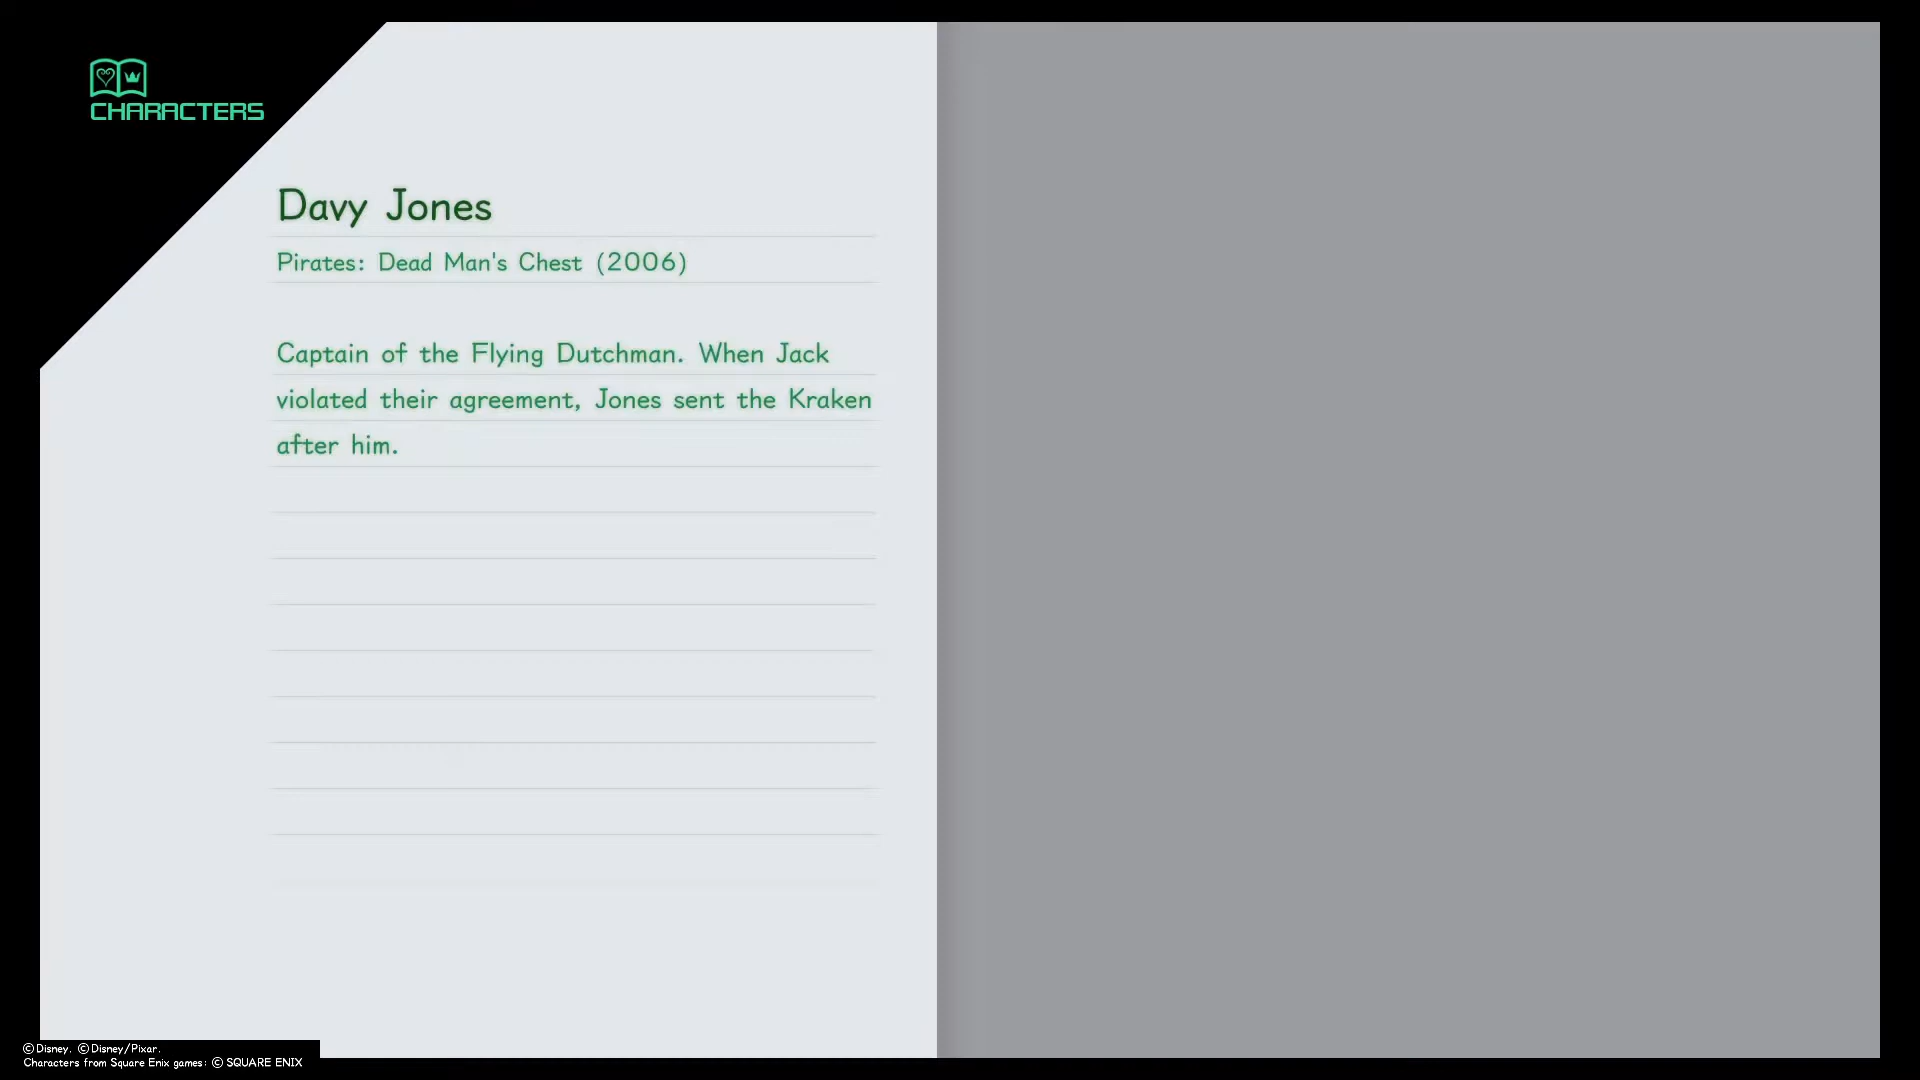 CHARACTERS
Davy Jones
Pirates: Dead Man's Chest (2006)
Captain of the Flying Dutchman. When Jack
violated their agreement, Jones sent the Kraken
after him.
©Disney. ©Disney/Pixar.
Characters from Square Enix games: © SQUARE ENIX